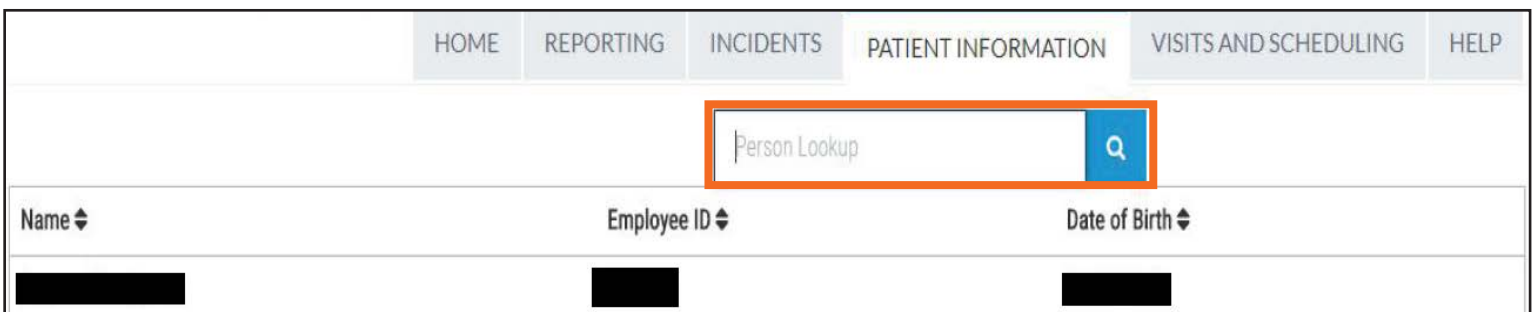 HOME REPORTING INCIDENTS PATIENT INFORMATION VISITS AND SCHEDULING HELP
Person Lookup
Name Employee ID Date of Birth